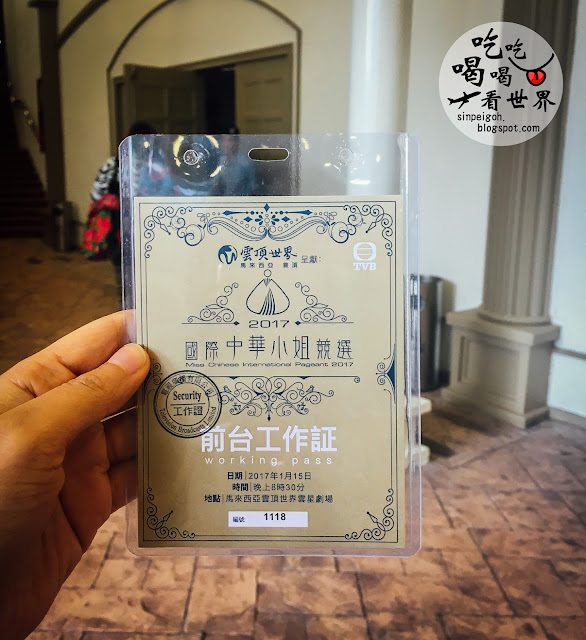 吃吃
喝喝
看世界
sinpeigoh.
blogspot.com
雲頂世界
馬來西亞 雲頂
呈獻:
TVB
2017
國際中華小姐競選
Miss Chinese International Pageant 2017
Security
工作證
Television Broadcasts Limited
前台工作証
working pass
日期 | 2017年1月15日
時間 | 晚上8時30分
地點 | 馬來西亞雲頂世界雲星劇場
編號: 1118